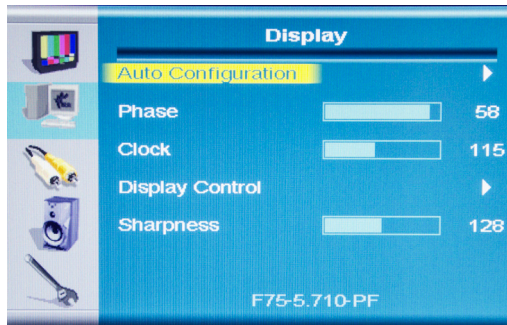 Display
Auto Configuration
Phase 58
Clock 115
Display Control
Sharpness 128
F75-5.710-PF